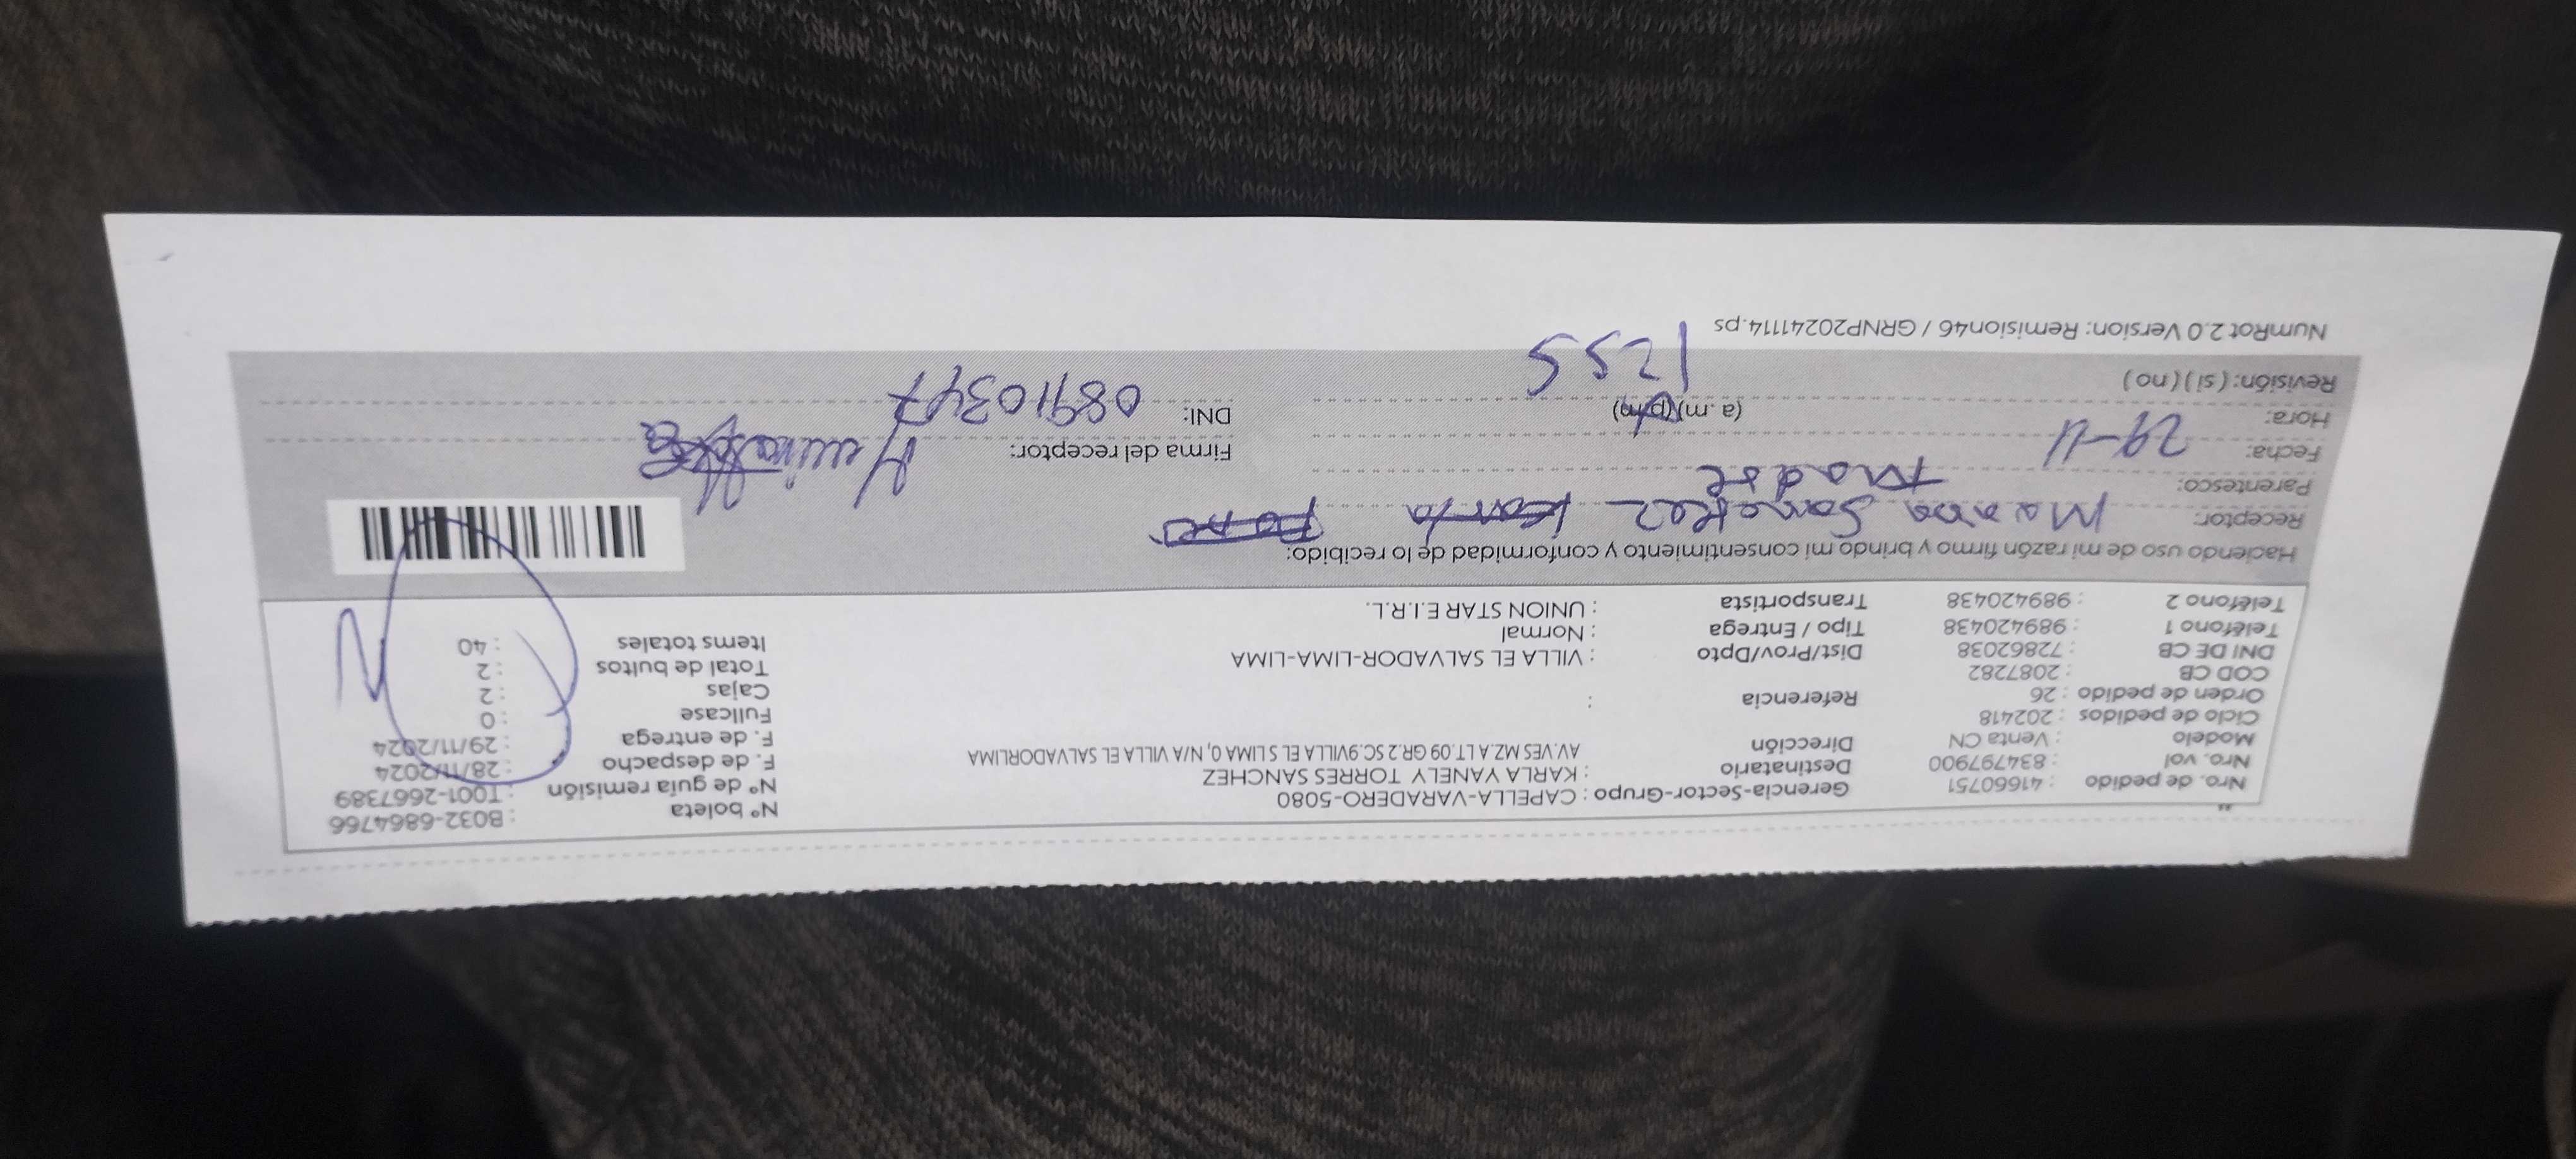 Nro. de pedido : 41660751
Nro. vol : 834797900
Modelo : Venta CN
Ciclo de pedidos : 202418
Orden de pedido : 26
COD CB : 2087282
DNI DE CB : 72862038
Teléfono 1 : 989420438
Teléfono 2 : 989420438
Gerencia-Sector-Grupo : CAPELLA-VARADERO-5080
Destinatario : KARLA YANELY TORRES SANCHEZ
Dirección AV.VES MZ.A LT.09 GR.2 SC.9VILLA EL S LIMA 0, N/A VILLA EL SALVADORLIMA
Referencia :
Dist/Prov/Dpto : VILLA EL SALVADOR-LIMA-LIMA
Tipo / Entrega : Normal
Transportista : UNION STAR E.I.R.L.
N° boleta : B032-6864766
N° de guía remisión : T001-2667389
F. de despacho : 28/11/2024
F. de entrega : 29/11/2024
Fullcase : 0
Cajas : 2
Total de bultos : 2
Items totales : 40
Haciendo uso de mi razón firmo y brindo mi consentimiento y conformidad de lo recibido:
Receptor: Sanchez Karla
Parentesco: Madre
Fecha: 29-11
Hora: (a. m) (p.m) 1255
Revisión: ( si ) ( no )
Firma del receptor:
DNI: 08910347
NumRot 2.0 Version: Remision46 / GRNP20241114.ps